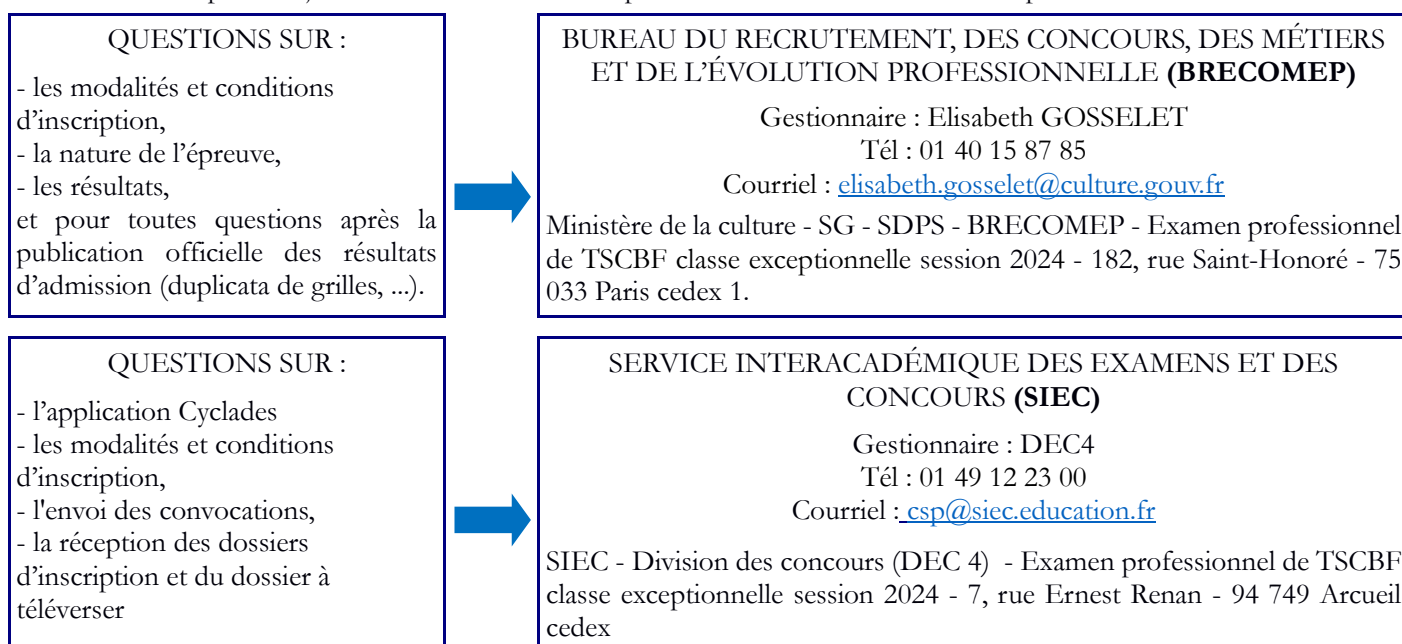 QUESTIONS SUR :
- les modalités et conditions
d’inscription,
- la nature de l’épreuve,
- les résultats,
et pour toutes questions après la
publication officielle des résultats
d’admission (duplicata de grilles, ...).
BUREAU DU RECRUTEMENT, DES CONCOURS, DES MÉTIERS
ET DE L’ÉVOLUTION PROFESSIONNELLE (BRECOMEP)
Gestionnaire : Elisabeth GOSSELET
Tél : 01 40 15 87 85
Courriel : elisabeth.gosselet@culture.gouv.fr
Ministère de la culture - SG - SDPS - BRECOMEP - Examen professionnel
de TSCBF classe exceptionnelle session 2024 - 182, rue Saint-Honoré - 75
033 Paris cedex 1.
QUESTIONS SUR :
- l’application Cyclades
- les modalités et conditions
d’inscription,
- l'envoi des convocations,
- la réception des dossiers
d’inscription et du dossier à
téléverser
SERVICE INTERACADÉMIQUE DES EXAMENS ET DES
CONCOURS (SIEC)
Gestionnaire : DEC4
Tél : 01 49 12 23 00
Courriel : csp@siec.education.fr
SIEC - Division des concours (DEC 4) - Examen professionnel de TSCBF
classe exceptionnelle session 2024 - 7, rue Ernest Renan - 94 749 Arcueil
cedex